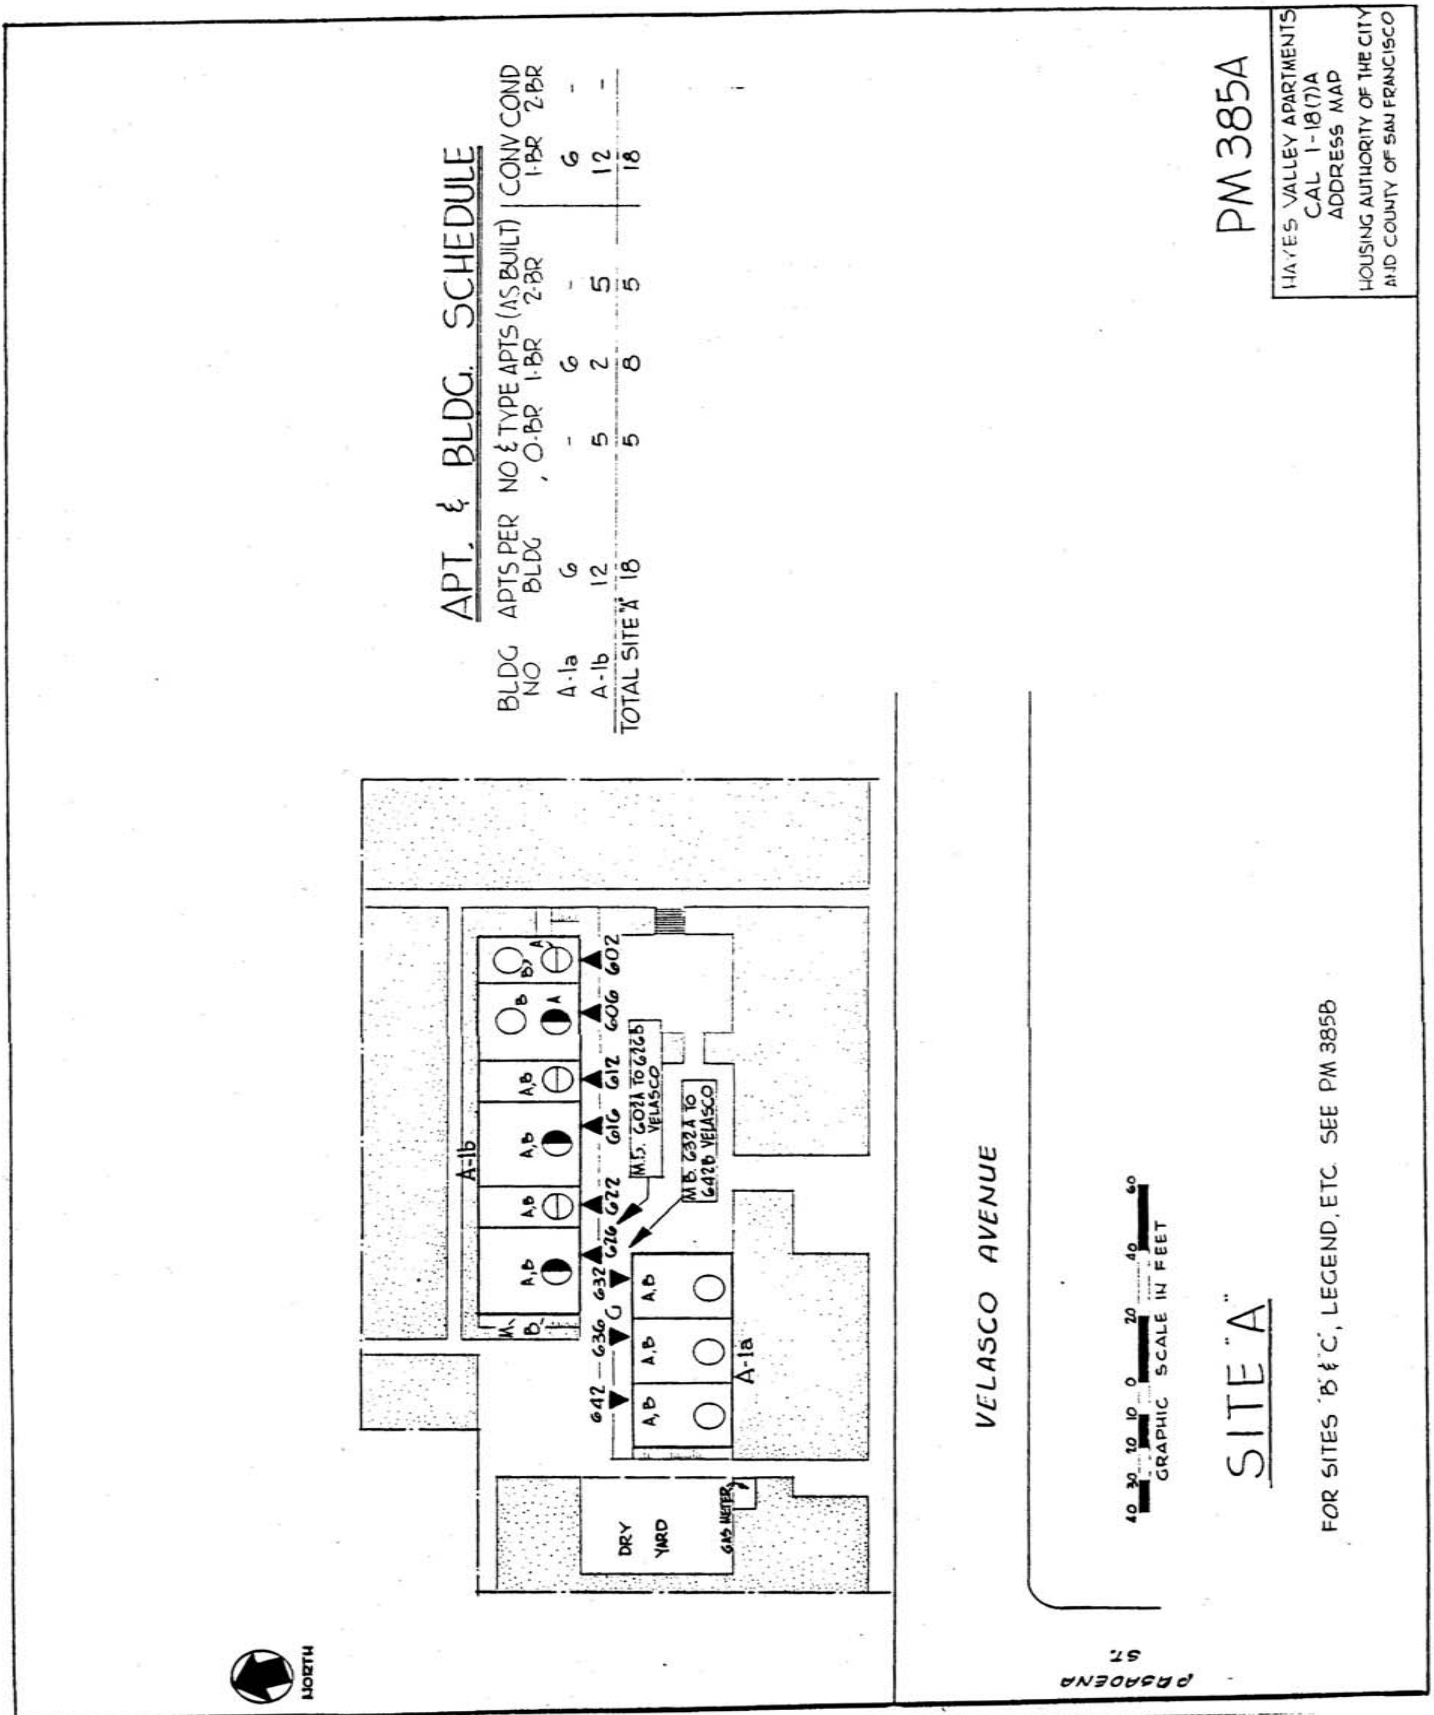 APT. & BLDG. SCHEDULE
BLDG NO APTS PER BLDG NO & TYPE APTS (AS BUILT) CONV COND
0-BR 1-BR 2-BR 1-BR 2-BR
A-1a 6 - 6 - 6 -
A-1b 12 5 2 5 12 -
TOTAL SITE "A" 18 5 8 5 18
A-1b
M B
A,B A,B A,B A,B B A B A
626 622 616 612 606 602
M.B. 602A TO 626B
VELASCO
M.B. 632A TO
642B VELASCO
642 636 G 632
A,B A,B A,B
A-1a
DRY
YARD
GAS METER
NORTH
VELASCO AVENUE
PASADENA
ST.
40 30 20 10 0 20 40 60
GRAPHIC SCALE IN FEET
SITE "A"
FOR SITES "B" & "C", LEGEND, ETC. SEE PM 385B
PM 385A
HAYES VALLEY APARTMENTS
CAL 1-18(7)A
ADDRESS MAP
HOUSING AUTHORITY OF THE CITY
AND COUNTY OF SAN FRANCISCO